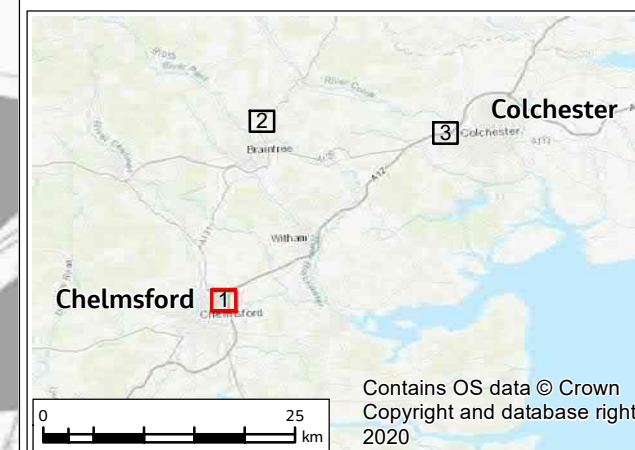 Colchester
2
3
Colchester
Braintree
A12
Witham
Chelmsford
1
Chelmsford
Contains OS data © Crown
Copyright and database right
2020
0
25
km